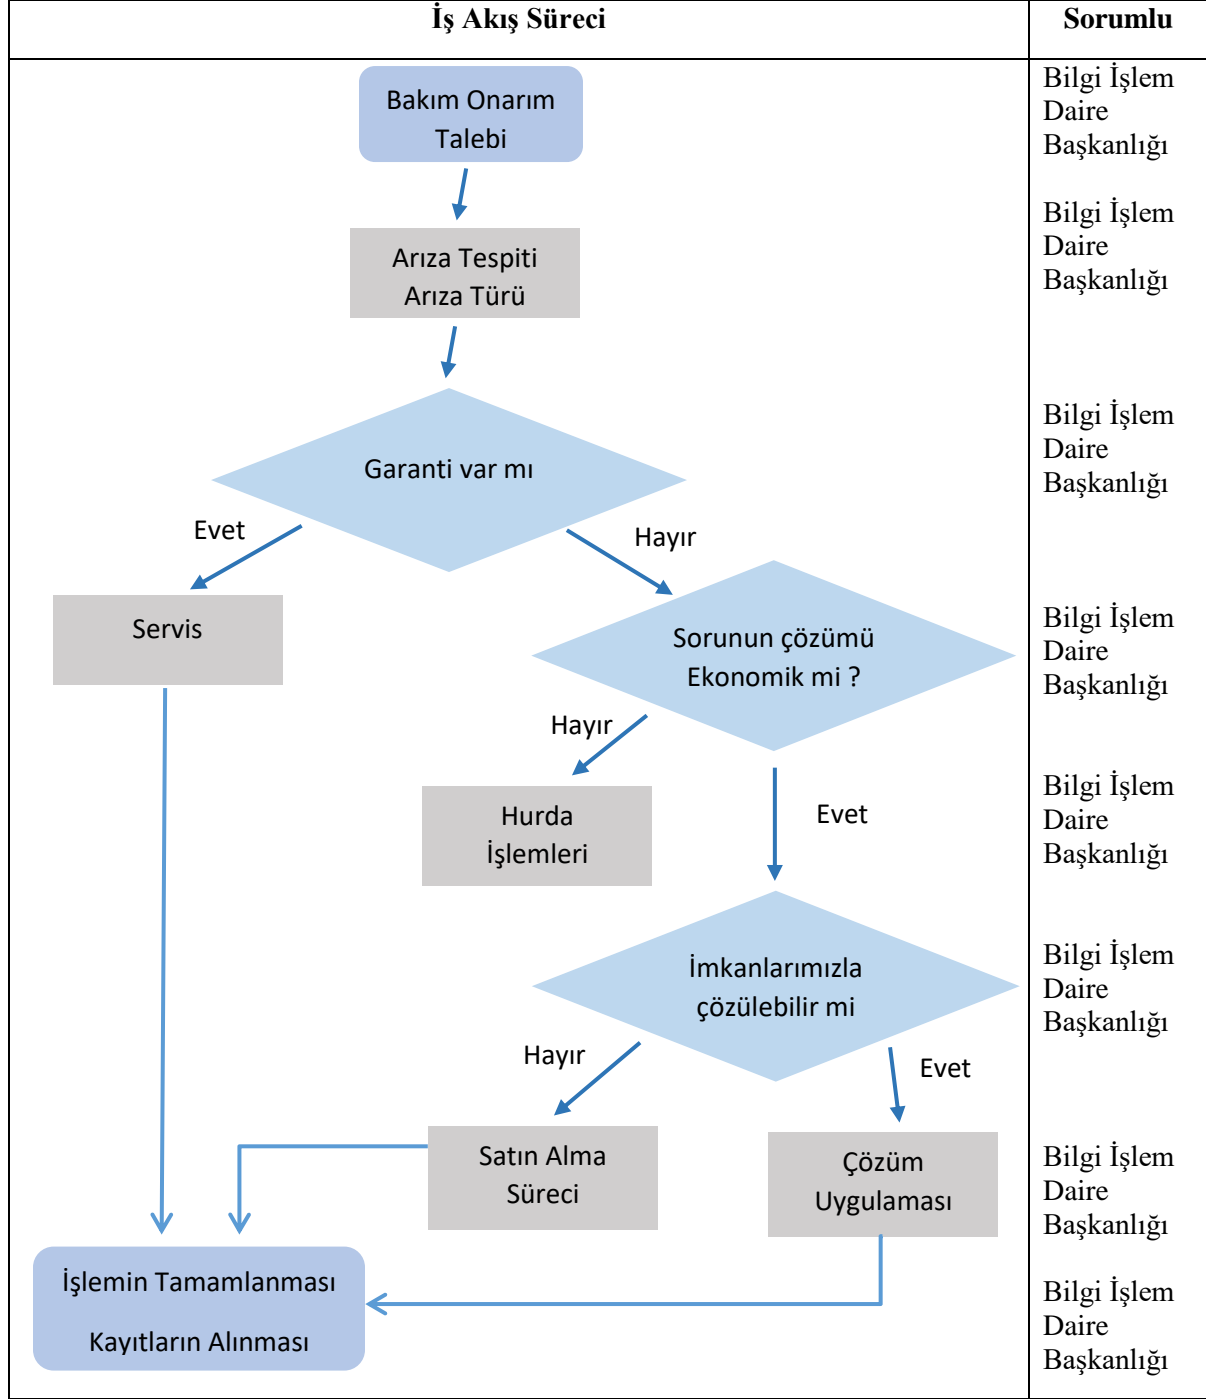 İş Akış Süreci
Sorumlu
Bakım Onarım
Talebi
Bilgi İşlem
Daire
Başkanlığı
Arıza Tespiti
Arıza Türü
Bilgi İşlem
Daire
Başkanlığı
Garanti var mı
Bilgi İşlem
Daire
Başkanlığı
Evet
Hayır
Servis
Sorunun çözümü
Ekonomik mi ?
Bilgi İşlem
Daire
Başkanlığı
Hayır
Evet
Hurda
İşlemleri
Bilgi İşlem
Daire
Başkanlığı
İmkanlarımızla
çözülebilir mi
Bilgi İşlem
Daire
Başkanlığı
Hayır
Evet
Satın Alma
Süreci
Çözüm
Uygulaması
Bilgi İşlem
Daire
Başkanlığı
İşlemin Tamamlanması
Kayıtların Alınması
Bilgi İşlem
Daire
Başkanlığı